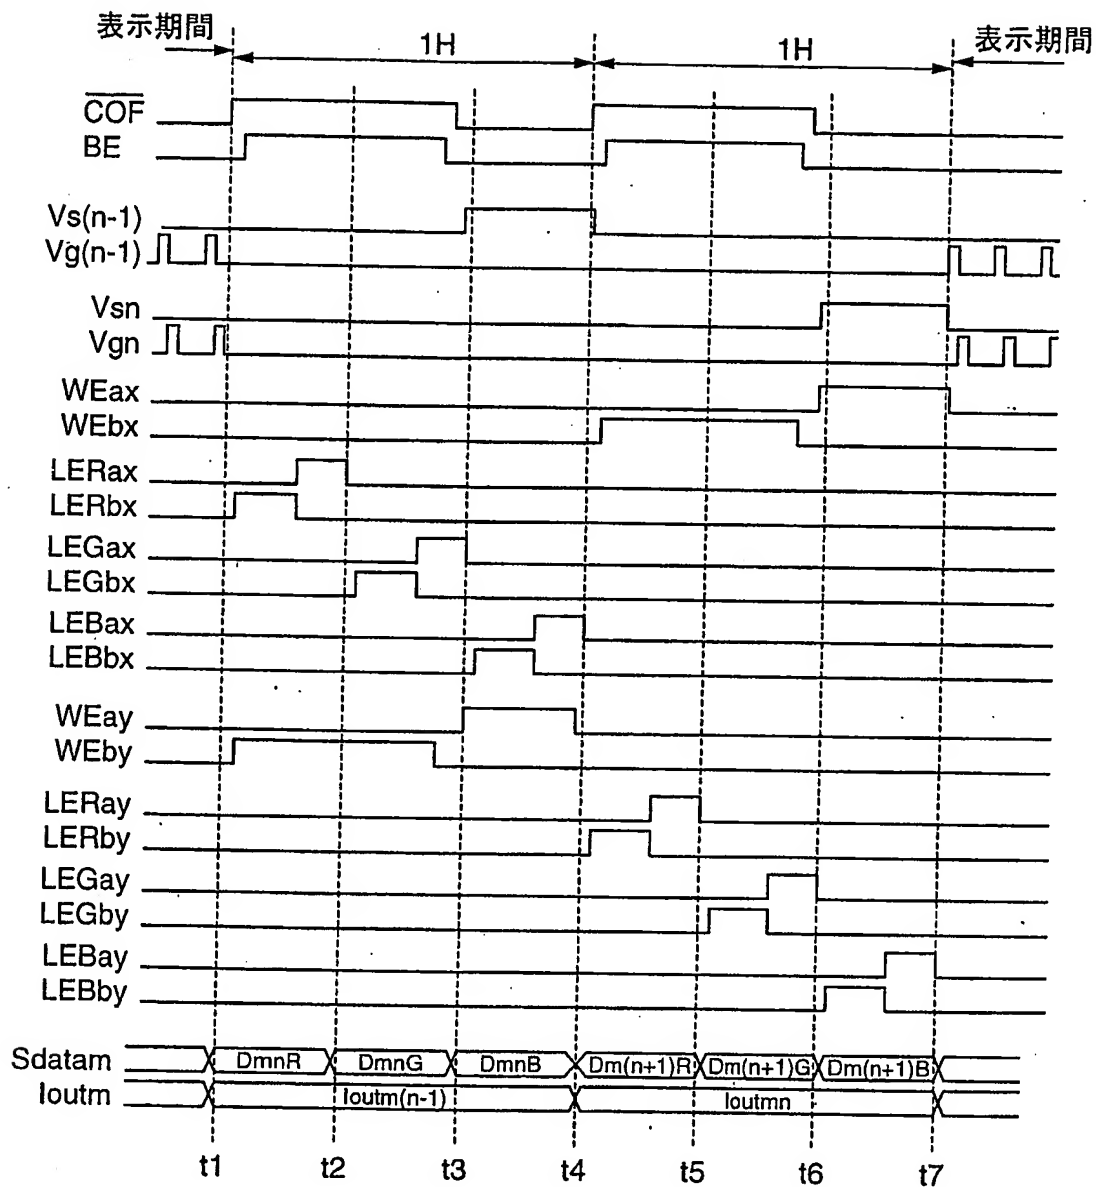 表示期間 1H 1H 表示期間
COF
BE
Vs(n-1)
Vg(n-1)
Vsn
Vgn
WEax
WEbx
LERax
LERbx
LEGax
LEGbx
LEBax
LEBbx
WEay
WEby
LERay
LERby
LEGay
LEGby
LEBay
LEBby
Sdatam DmnR DmnG DmnB Dm(n+1)R Dm(n+1)G Dm(n+1)B
Ioutm Ioutm(n-1) Ioutmn
t1 t2 t3 t4 t5 t6 t7